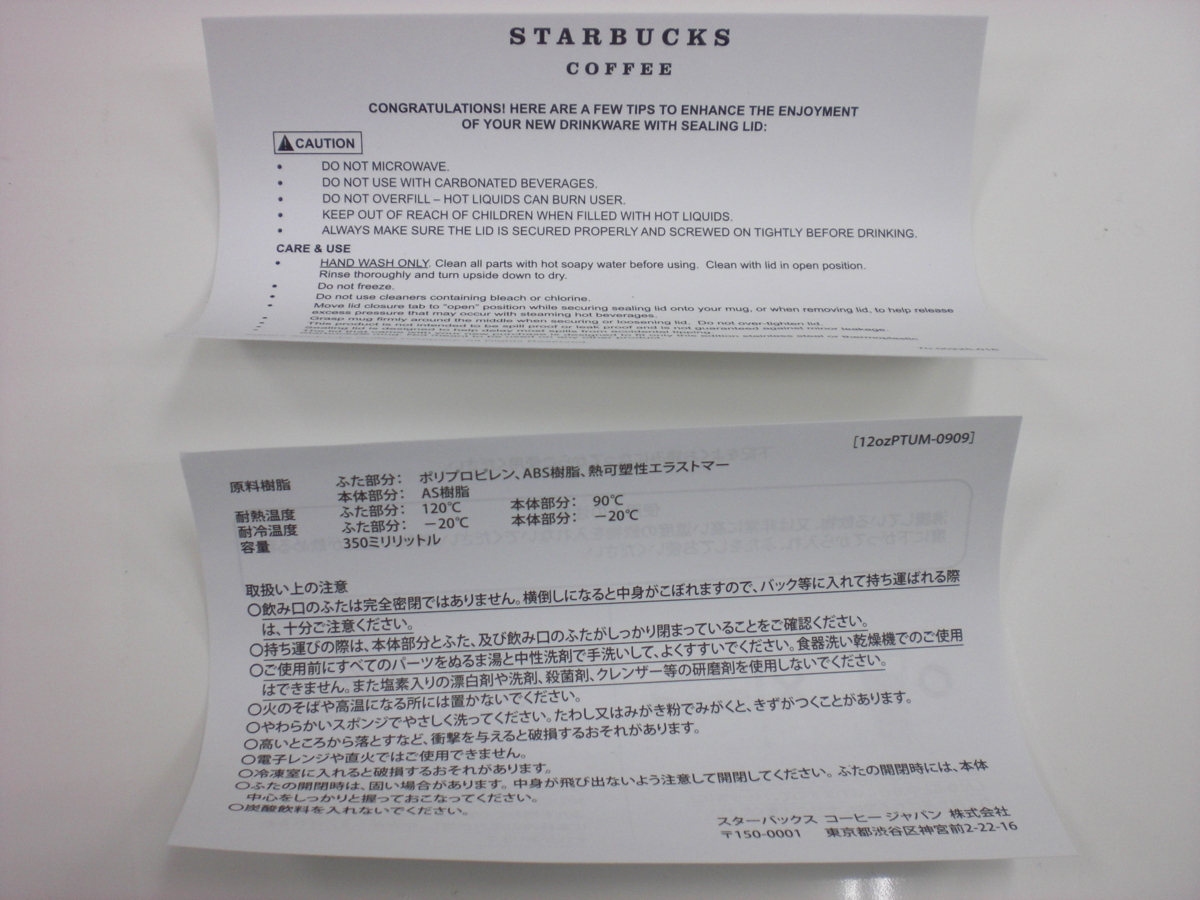 STARBUCKS
COFFEE
CONGRATULATIONS! HERE ARE A FEW TIPS TO ENHANCE THE ENJOYMENT
OF YOUR NEW DRINKWARE WITH SEALING LID:
CAUTION
• DO NOT MICROWAVE.
• DO NOT USE WITH CARBONATED BEVERAGES.
• DO NOT OVERFILL – HOT LIQUIDS CAN BURN USER.
• KEEP OUT OF REACH OF CHILDREN WHEN FILLED WITH HOT LIQUIDS.
• ALWAYS MAKE SURE THE LID IS SECURED PROPERLY AND SCREWED ON TIGHTLY BEFORE DRINKING.
CARE & USE
• HAND WASH ONLY. Clean all parts with hot soapy water before using. Clean with lid in open position.
Rinse thoroughly and turn upside down to dry.
• Do not freeze.
• Do not use cleaners containing bleach or chlorine.
• Move lid closure tab to "open" position while securing sealing lid onto your mug, or when removing lid, to help release
excess pressure that may occur with steaming hot beverages.
• Grasp mug firmly around the middle when securing or loosening lid. Do not over-tighten lid.
• This product is not intended to be spill proof or leak proof and is not guaranteed against minor leakage.
[12ozPTUM-0909]
原料樹脂 ふた部分： ポリプロピレン、ABS樹脂、熱可塑性エラストマー
本体部分： AS樹脂
耐熱温度 ふた部分： 120℃ 本体部分： 90℃
耐冷温度 ふた部分： －20℃ 本体部分： －20℃
容量 350ミリリットル
取扱い上の注意
○飲み口のふたは完全密閉ではありません。横倒しになると中身がこぼれますので、バック等に入れて持ち運ばれる際
は、十分ご注意ください。
○持ち運びの際は、本体部分とふた、及び飲み口のふたがしっかり閉まっていることをご確認ください。
○ご使用前にすべてのパーツをぬるま湯と中性洗剤で手洗いして、よくすすいでください。食器洗い乾燥機でのご使用
はできません。また塩素入りの漂白剤や洗剤、殺菌剤、クレンザー等の研磨剤を使用しないでください。
○火のそばや高温になる所には置かないでください。
○やわらかいスポンジでやさしく洗ってください。たわし又はみがき粉でみがくと、きずがつくことがあります。
○高いところから落とすなど、衝撃を与えると破損するおそれがあります。
○電子レンジや直火ではご使用できません。
○冷凍室に入れると破損するおそれがあります。
○ふたの開閉時は、固い場合があります。中身が飛び出ないよう注意して開閉してください。ふたの開閉時には、本体
中心をしっかりと握っておこなってください。
○炭酸飲料を入れないでください。
スターバックス コーヒー ジャパン 株式会社
〒150-0001 東京都渋谷区神宮前2-22-16